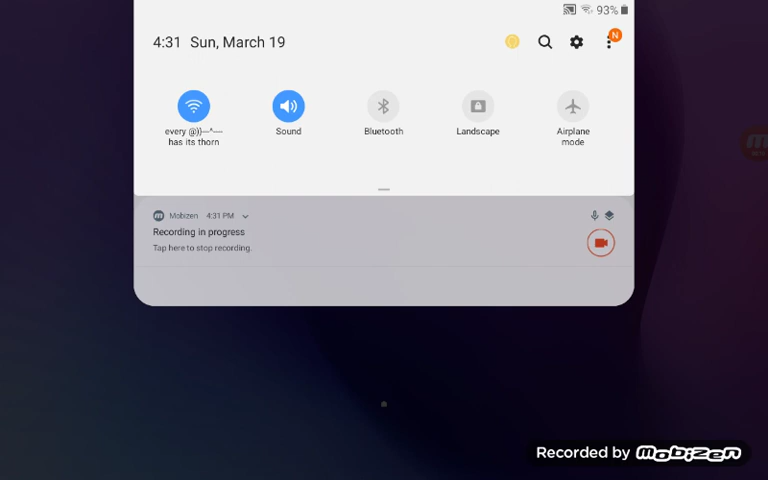 93%
4:31 Sun, March 19
N
every @}}---^----
has its thorn
Sound
Bluetooth
Landscape
Airplane
mode
Mobizen 4:31 PM
Recording in progress
Tap here to stop recording.
Recorded by mobizen